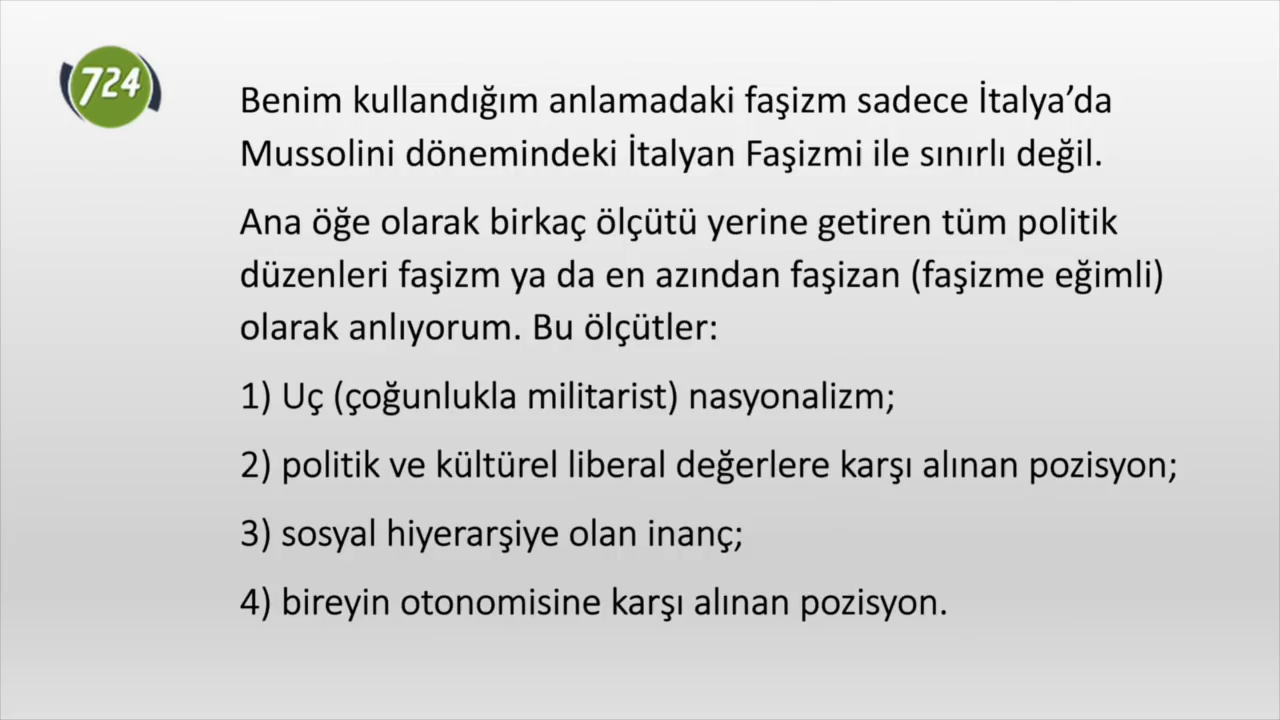 724
Benim kullandığım anlamadaki faşizm sadece İtalya’da
Mussolini dönemindeki İtalyan Faşizmi ile sınırlı değil.
Ana öğe olarak birkaç ölçütü yerine getiren tüm politik
düzenleri faşizm ya da en azından faşizan (faşizme eğimli)
olarak anlıyorum. Bu ölçütler:
1) Uç (çoğunlukla militarist) nasyonalizm;
2) politik ve kültürel liberal değerlere karşı alınan pozisyon;
3) sosyal hiyerarşiye olan inanç;
4) bireyin otonomisine karşı alınan pozisyon.